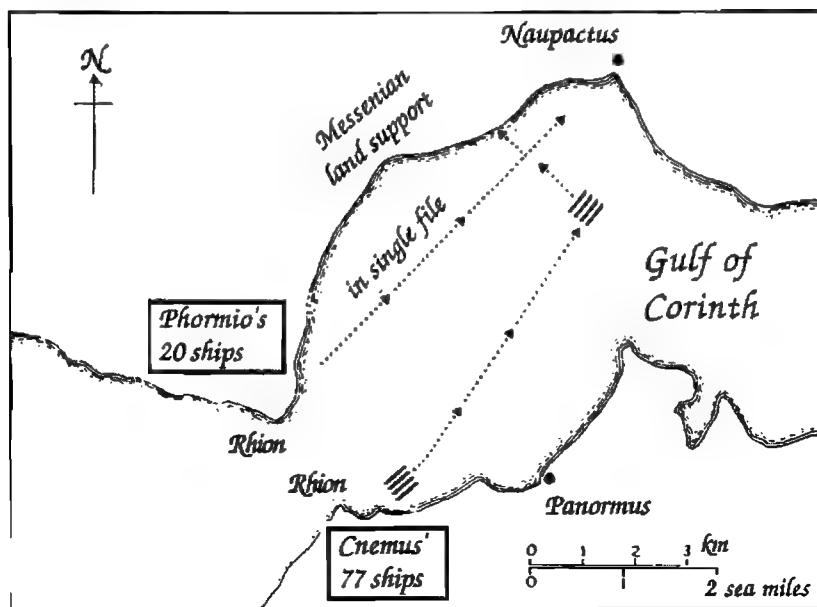 Naupactus
N
Messenian
land support
in single file
Gulf of
Corinth
Phormio's
20 ships
Rhion
Rhion
Panormus
Cnemus'
77 ships
0 1 2 3 km
0 1 2 sea miles